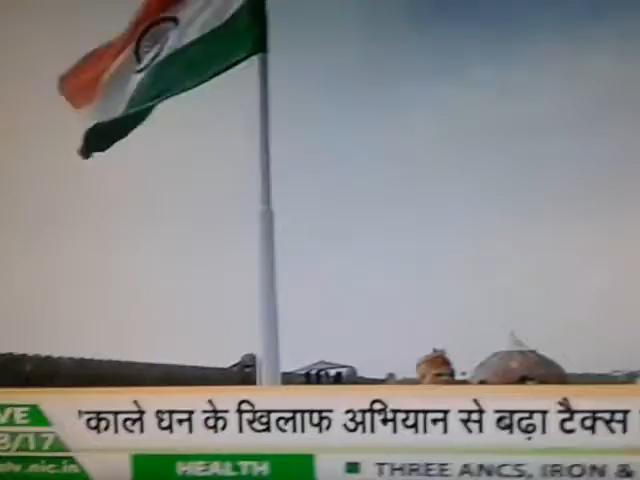 VE
'काले धन के खिलाफ अभियान से बढ़ा टैक्स
8/17
HEALTH
THREE ANCS, IRON &